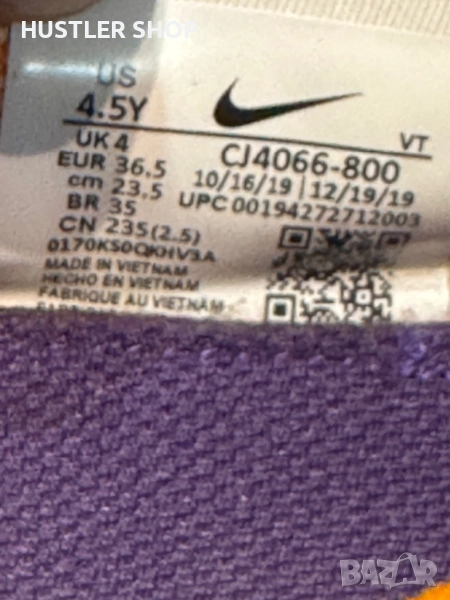 HUSTLER SHOP
US
4.5Y
UK 4
EUR 36.5
cm 23.5
BR 35
CN 235(2.5)
VT
CJ4066-800
10/16/19 12/19/19
UPC 00194272712003
MADE IN VIETNAM
HECHO EN VIETNAM
FABRIQUE AU VIETNAM
BAZAR